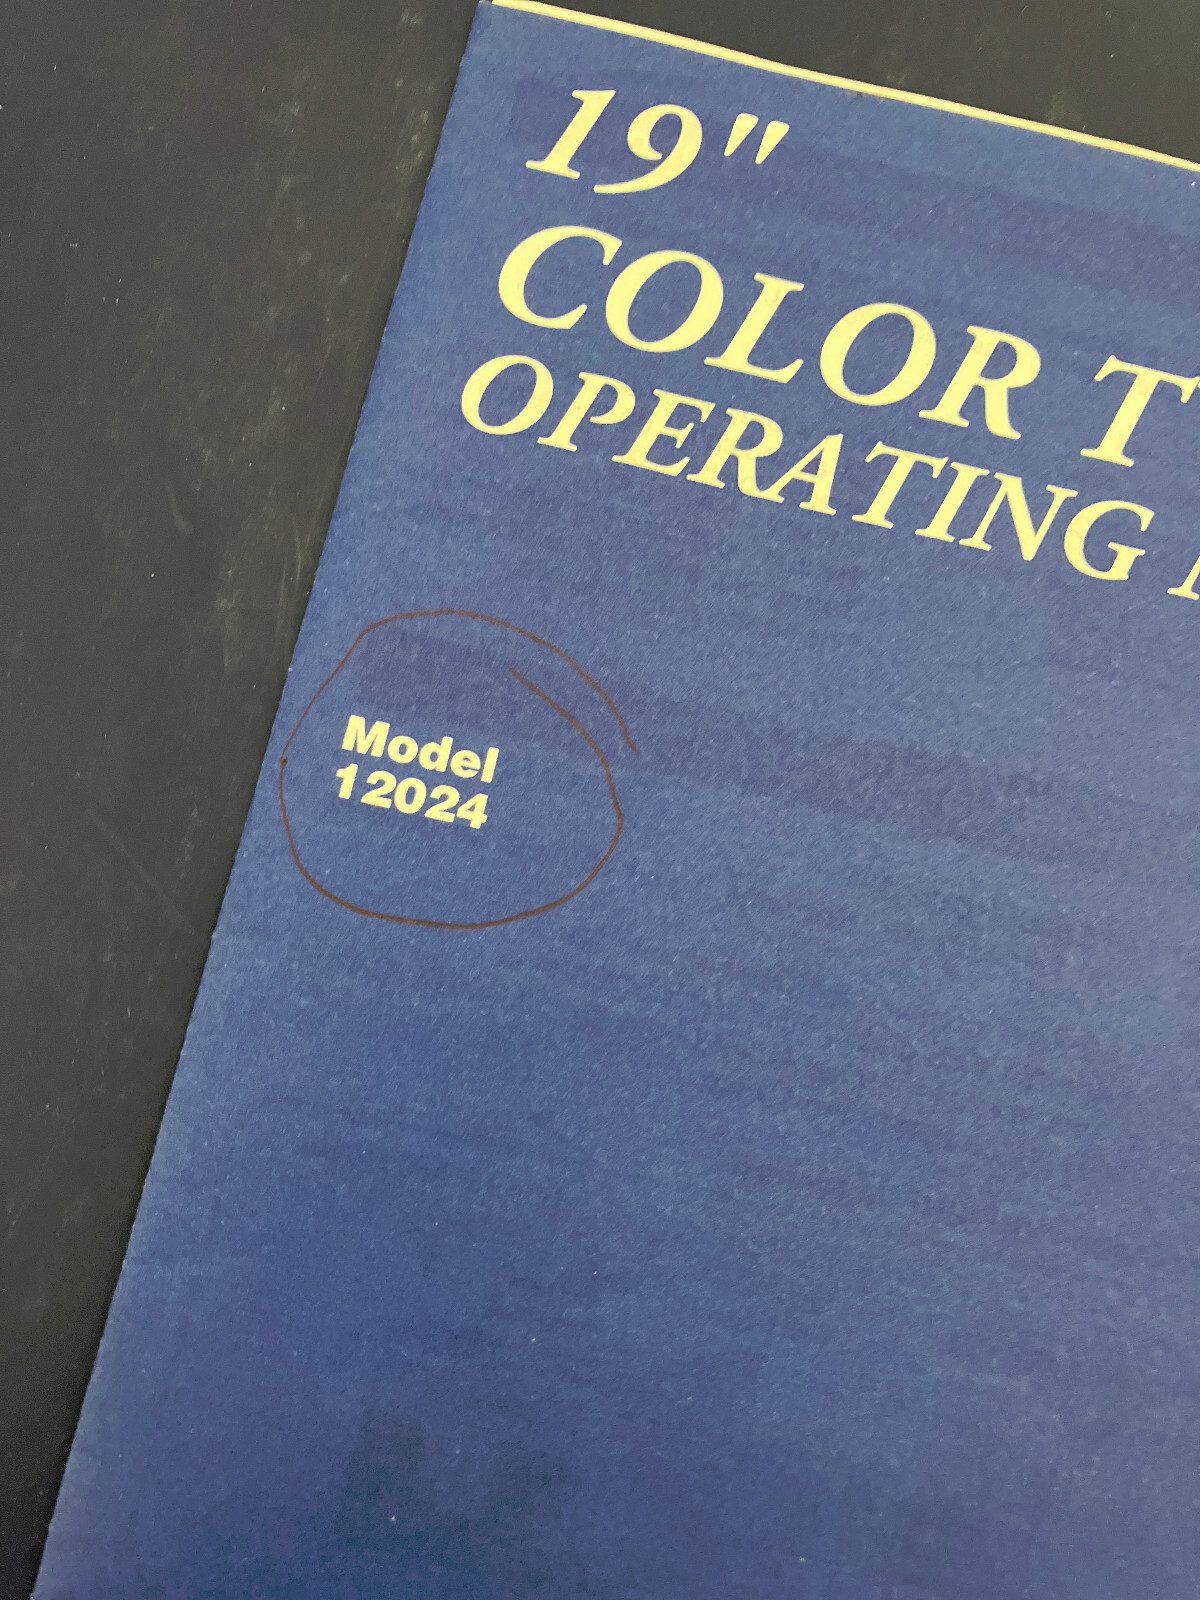 19"
COLOR T
OPERATING
Model
12024